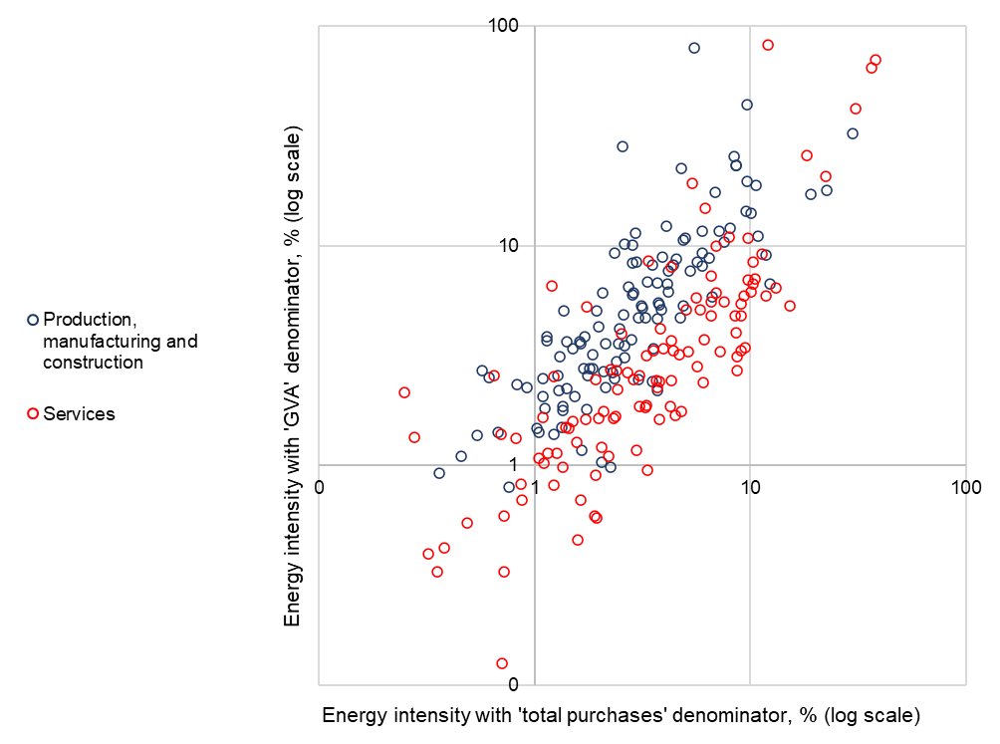 100
Energy intensity with 'GVA' denominator, % (log scale)
10
Production,
manufacturing and
construction
Services
1
0
1
10
100
0
Energy intensity with 'total purchases' denominator, % (log scale)